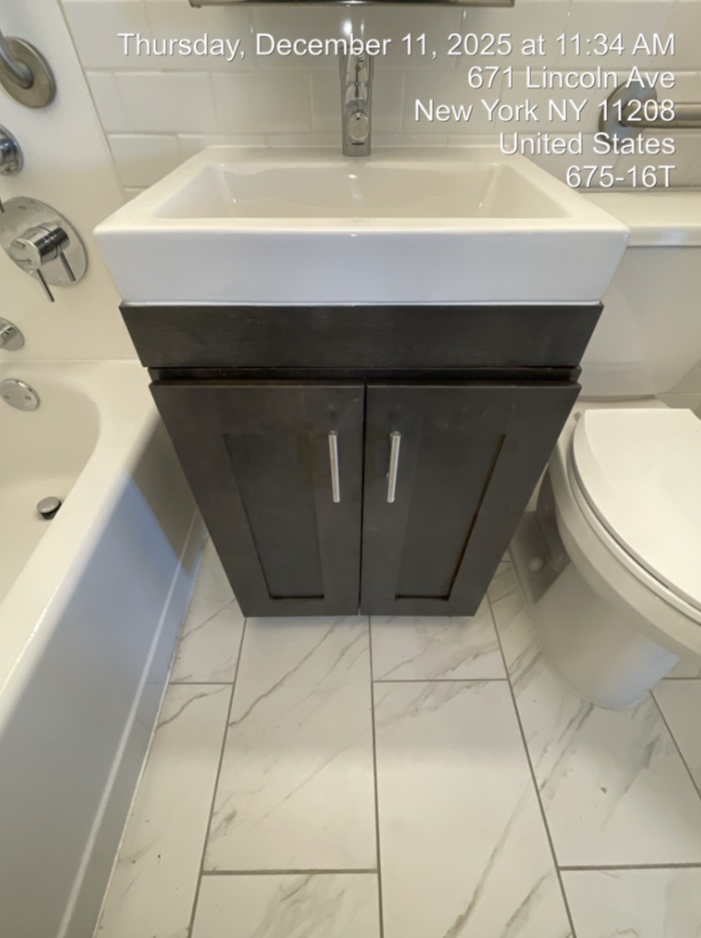 Thursday, December 11, 2025 at 11:34 AM
671 Lincoln Ave
New York NY 11208
United States
675-16T